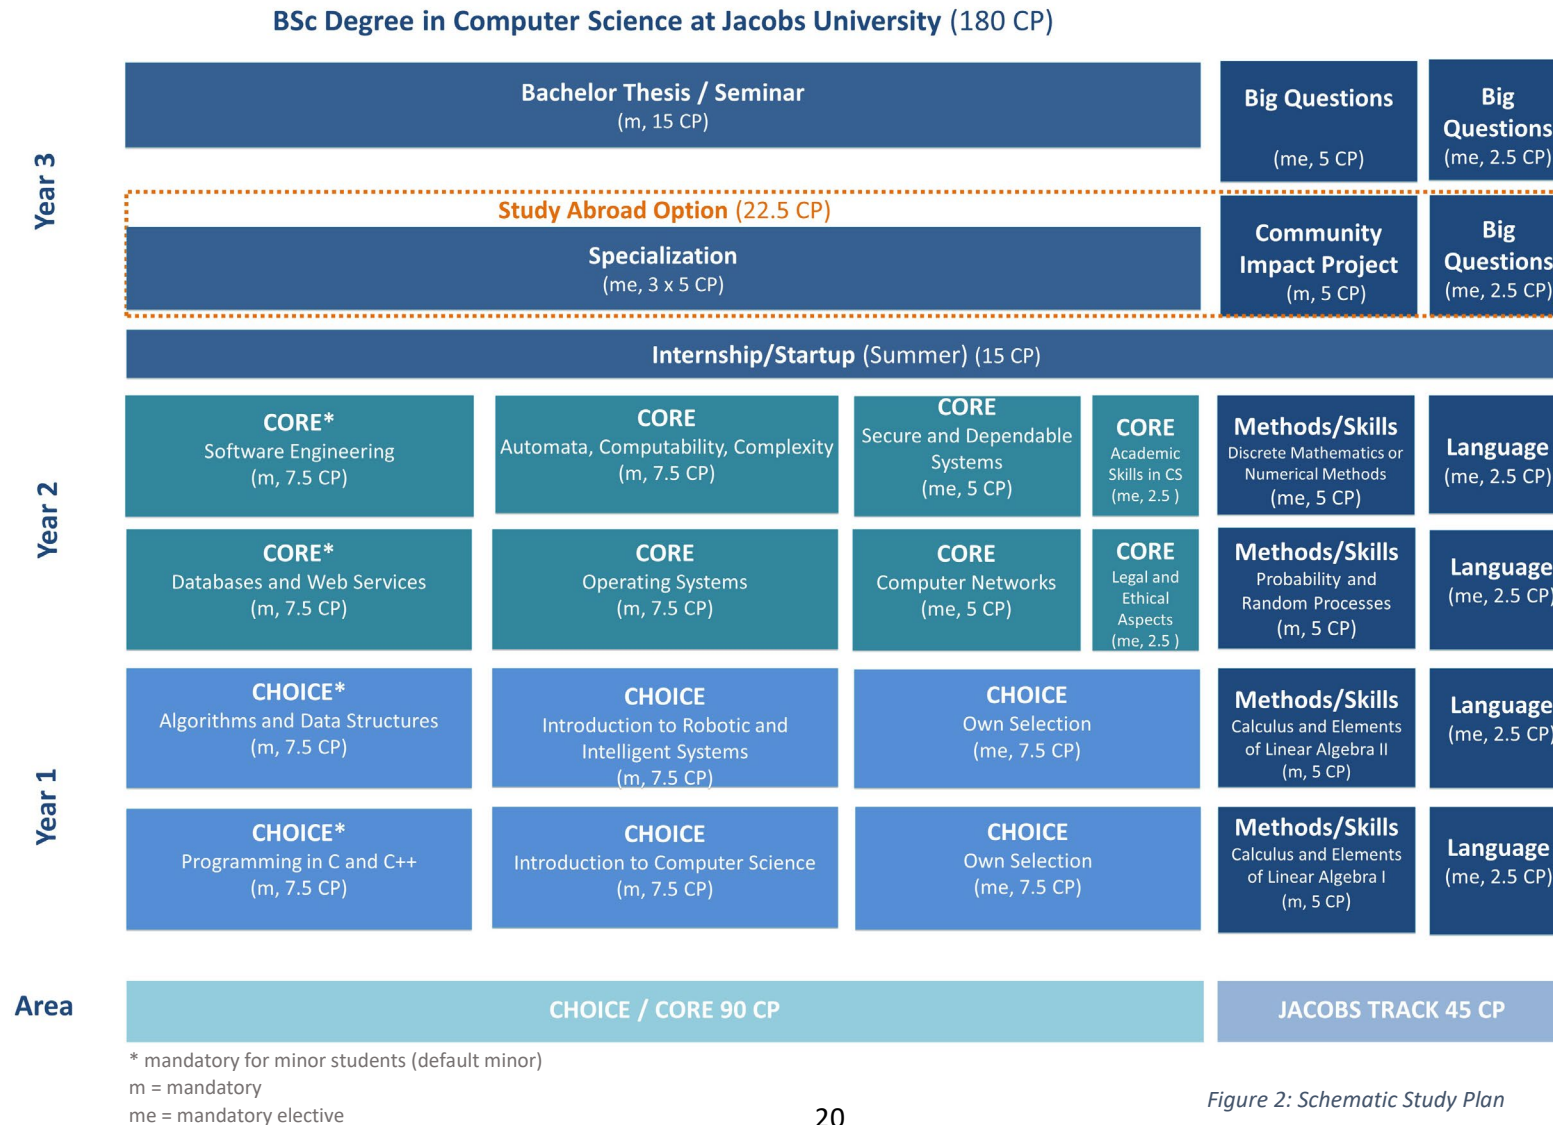 BSc Degree in Computer Science at Jacobs University (180 CP)
Year 3
Bachelor Thesis / Seminar
(m, 15 CP)
Big Questions
(me, 5 CP)
Big
Questions
(me, 2.5 CP)
Study Abroad Option (22.5 CP)
Specialization
(me, 3 x 5 CP)
Community
Impact Project
(m, 5 CP)
Big
Questions
(me, 2.5 CP)
Internship/Startup (Summer) (15 CP)
Year 2
CORE*
Software Engineering
(m, 7.5 CP)
CORE
Automata, Computability, Complexity
(m, 7.5 CP)
CORE
Secure and Dependable
Systems
(me, 5 CP)
CORE
Academic
Skills in CS
(me, 2.5 )
Methods/Skills
Discrete Mathematics or
Numerical Methods
(me, 5 CP)
Language
(me, 2.5 CP)
CORE*
Databases and Web Services
(m, 7.5 CP)
CORE
Operating Systems
(m, 7.5 CP)
CORE
Computer Networks
(me, 5 CP)
CORE
Legal and
Ethical
Aspects
(me, 2.5 )
Methods/Skills
Probability and
Random Processes
(m, 5 CP)
Language
(me, 2.5 CP)
Year 1
CHOICE*
Algorithms and Data Structures
(m, 7.5 CP)
CHOICE
Introduction to Robotic and
Intelligent Systems
(m, 7.5 CP)
CHOICE
Own Selection
(me, 7.5 CP)
Methods/Skills
Calculus and Elements
of Linear Algebra II
(m, 5 CP)
Language
(me, 2.5 CP)
CHOICE*
Programming in C and C++
(m, 7.5 CP)
CHOICE
Introduction to Computer Science
(m, 7.5 CP)
CHOICE
Own Selection
(me, 7.5 CP)
Methods/Skills
Calculus and Elements
of Linear Algebra I
(m, 5 CP)
Language
(me, 2.5 CP)
Area
CHOICE / CORE 90 CP
JACOBS TRACK 45 CP
* mandatory for minor students (default minor)
m = mandatory
me = mandatory elective
20
Figure 2: Schematic Study Plan